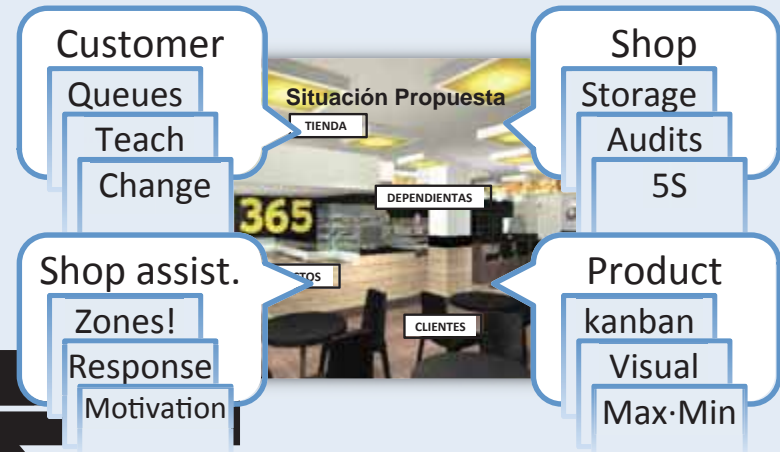 Customer
Queues
Teach
Change
Shop
Storage
Audits
5S
Situación Propuesta
TIENDA
DEPENDIENTAS
365
CLIENTES
Shop assist.
Zones!
Response
Motivation
Product
kanban
Visual
Max·Min